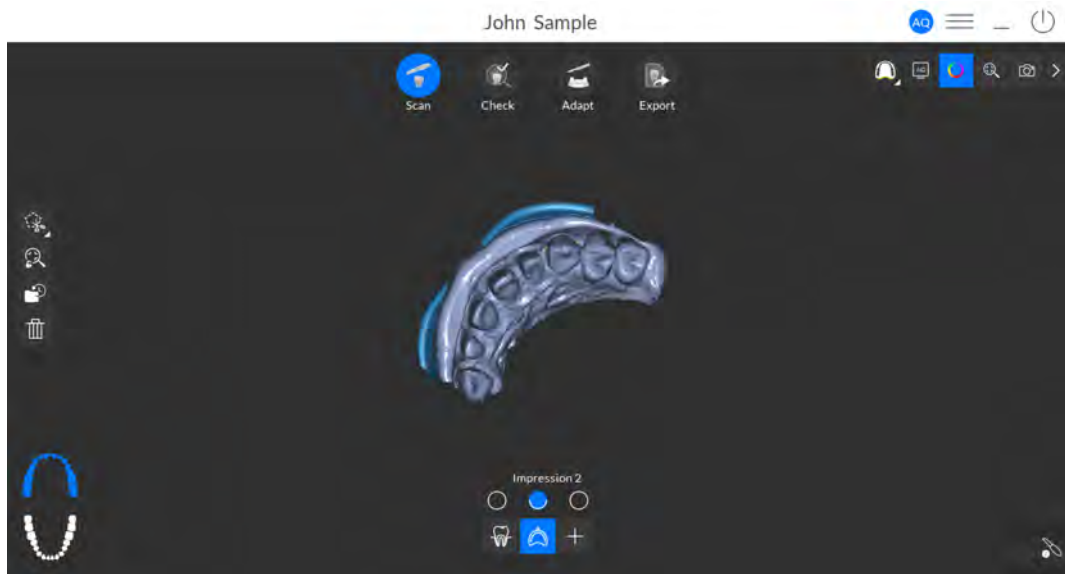 John Sample
AQ
Scan
Check
Adapt
Export
Impression 2